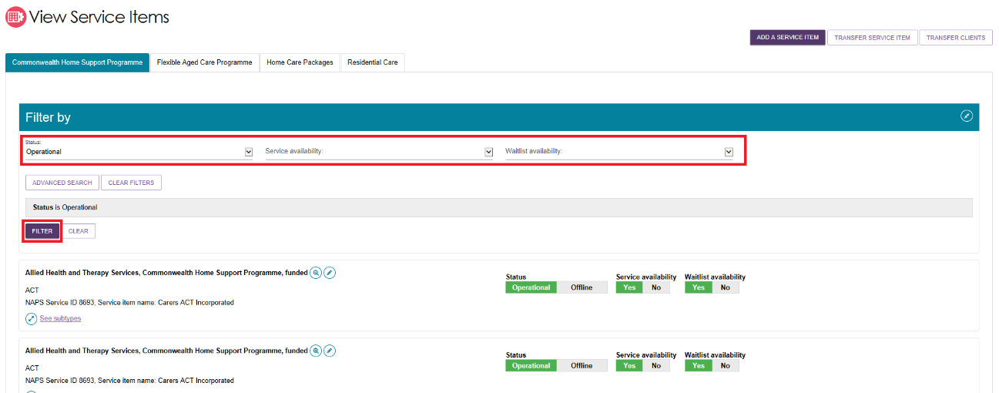 View Service Items
ADD A SERVICE ITEM TRANSFER SERVICE ITEM TRANSFER CLIENTS
Commonwealth Home Support Programme Flexible Aged Care Programme Home Care Packages Residential Care
Filter by
Status:
Operational Service availability: Waitlist availability:
ADVANCED SEARCH CLEAR FILTERS
Status is Operational
FILTER CLEAR
Allied Health and Therapy Services, Commonwealth Home Support Programme, funded
Status Service availability Waitlist availability
Operational Offline Yes No Yes No
ACT
NAPS Service ID 8693, Service item name: Carers ACT Incorporated
See subtypes
Allied Health and Therapy Services, Commonwealth Home Support Programme, funded
Status Service availability Waitlist availability
Operational Offline Yes No Yes No
ACT
NAPS Service ID 8693, Service item name: Carers ACT Incorporated